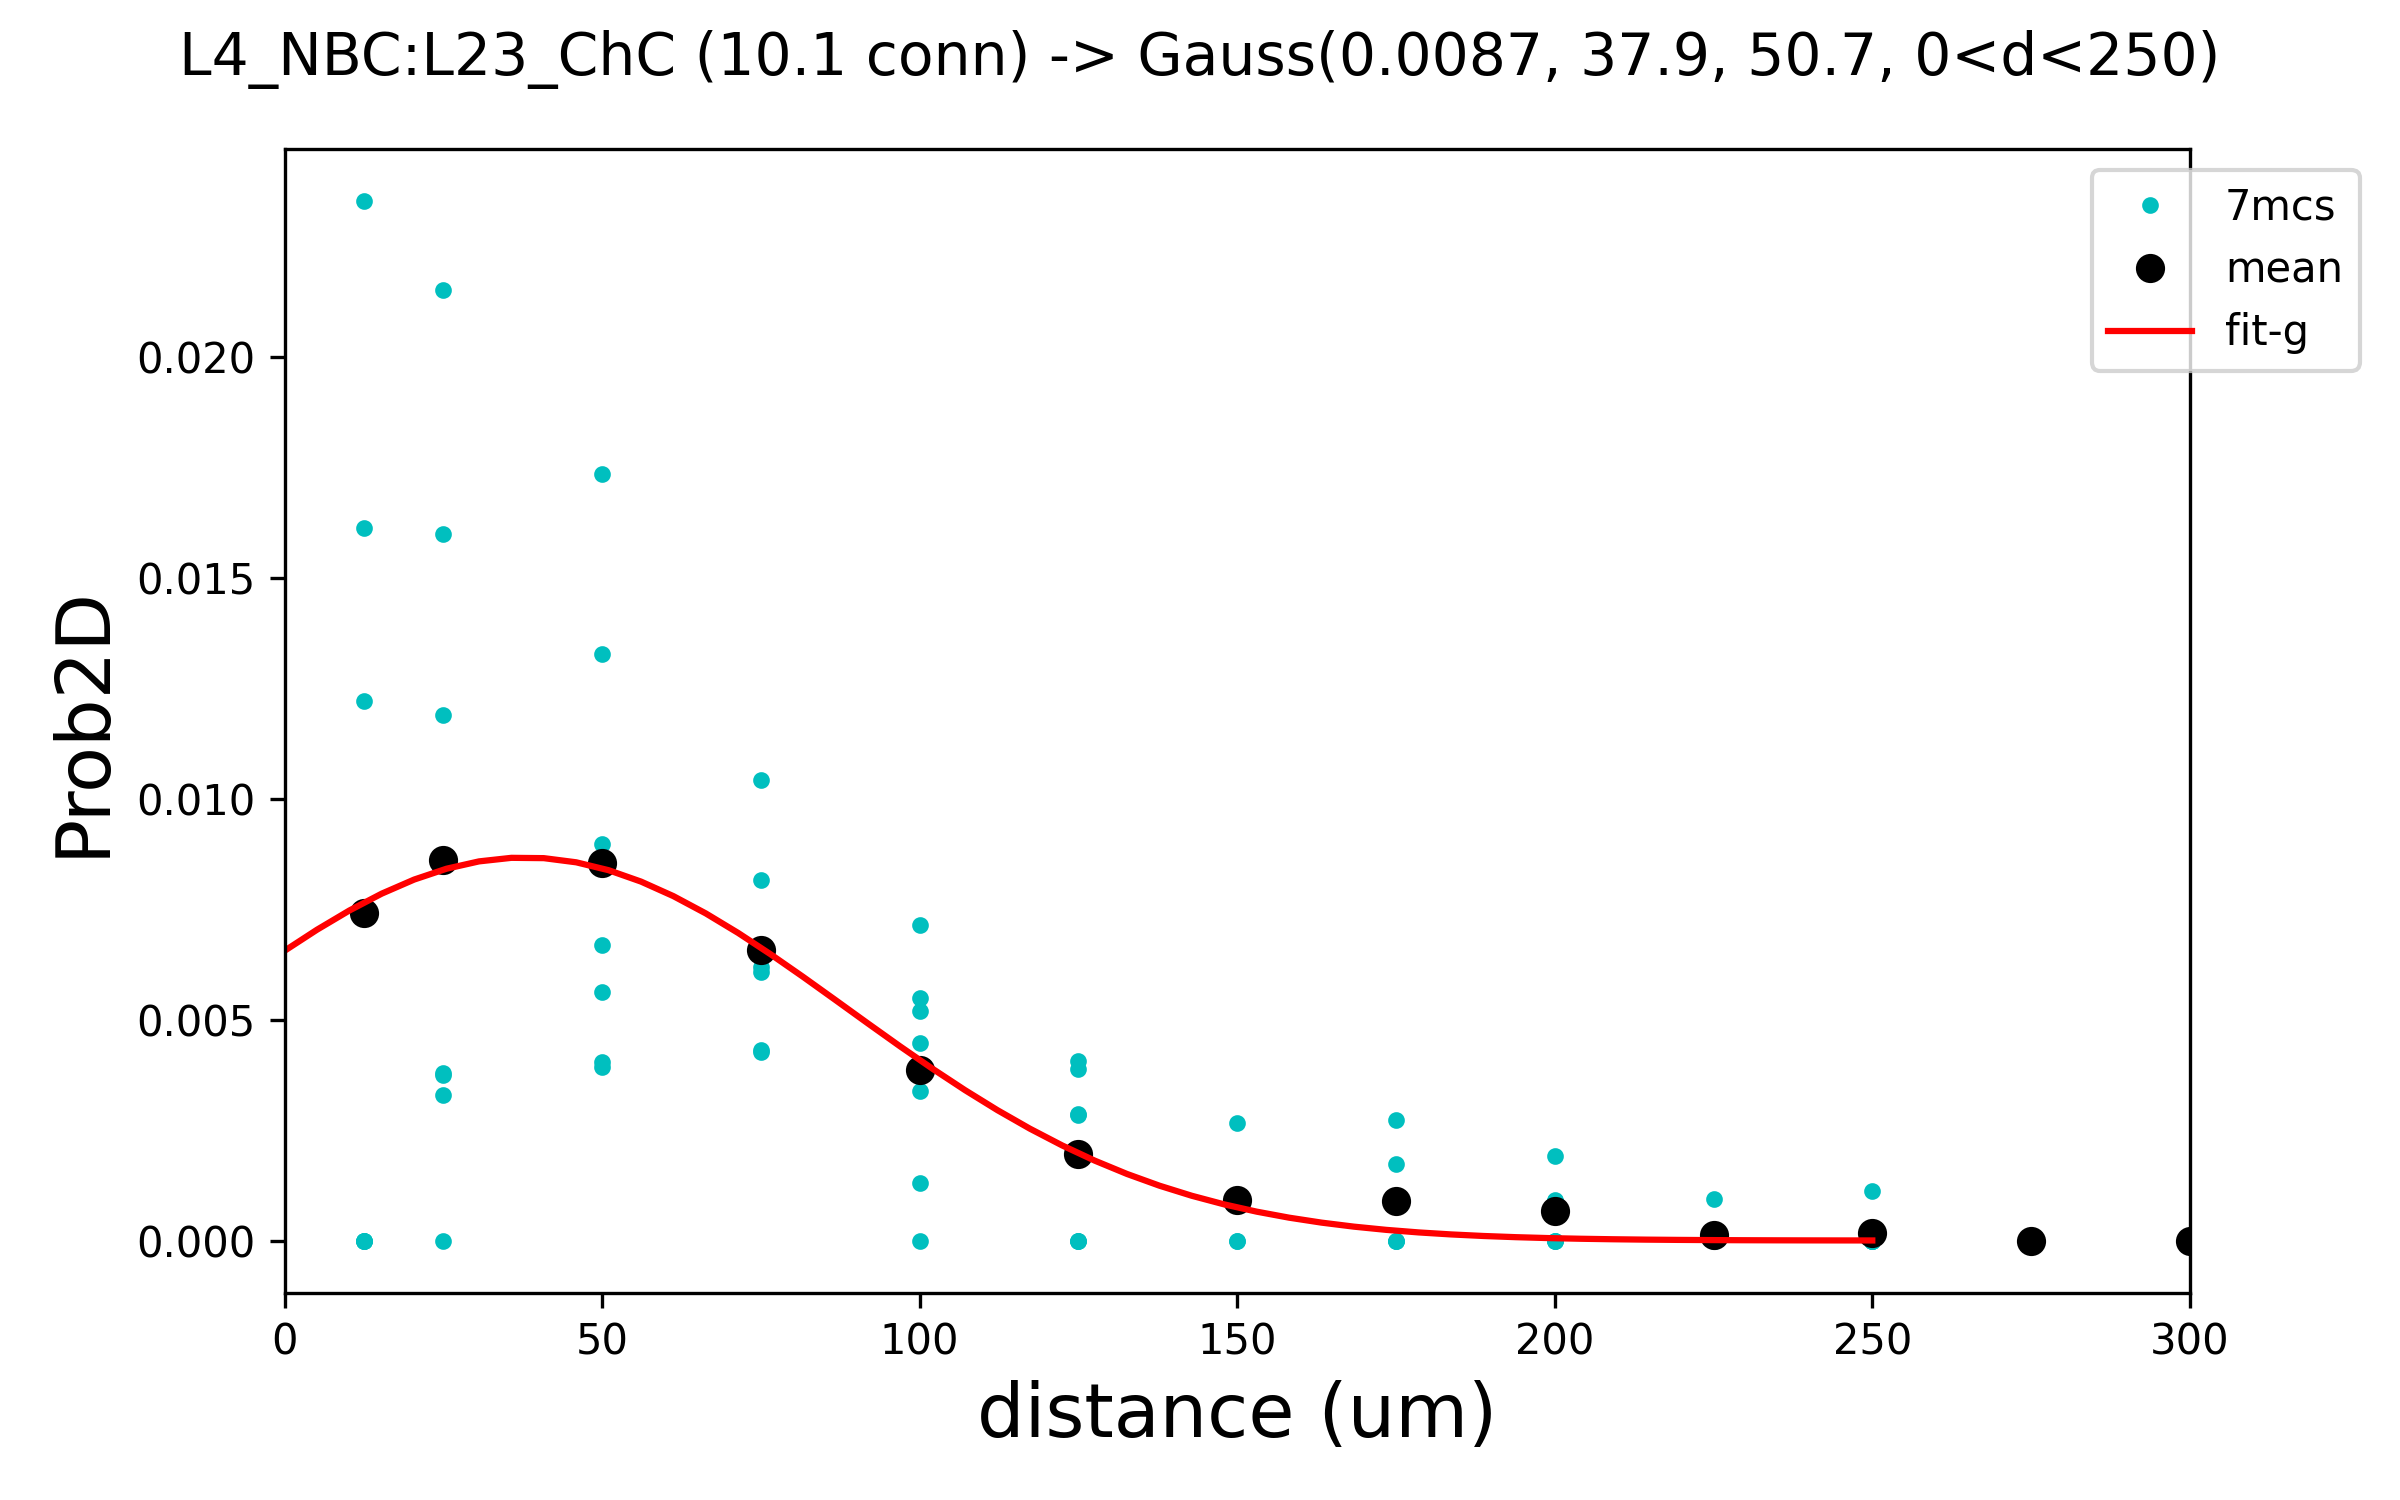 L4_NBC:L23_ChC (10.1 conn) -> Gauss(0.0087, 37.9, 50.7, 0<d<250)
7mcs
mean
fit-g
Prob2D
0.020
0.015
0.010
0.005
0.000
0 50 100 150 200 250 300
distance (um)